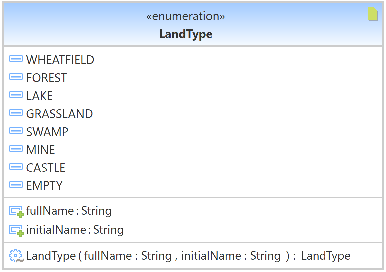 «enumeration»
LandType
WHEATFIELD
FOREST
LAKE
GRASSLAND
SWAMP
MINE
CASTLE
EMPTY
fullName : String
initialName : String
LandType ( fullName : String , initialName : String ) : LandType